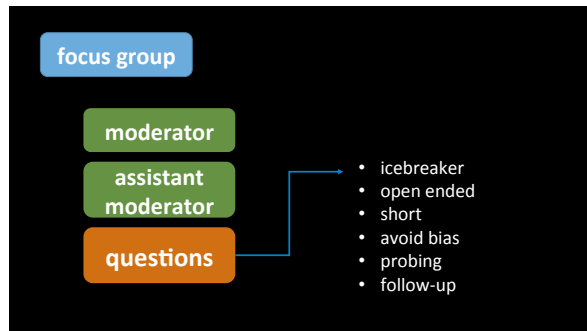 focus group
moderator
assistant
moderator
questions
• icebreaker
• open ended
• short
• avoid bias
• probing
• follow-up